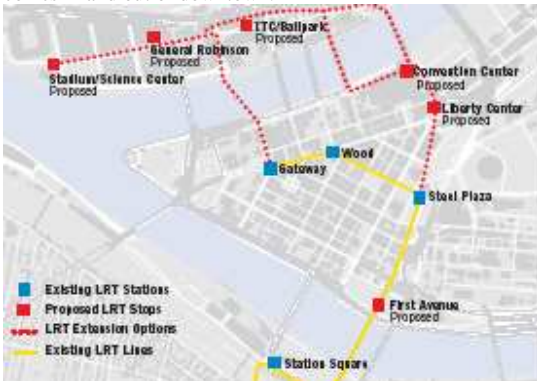 ITC/Ballpark
Proposed
General Robinson
Proposed
Stadium/Science Center
Proposed
Convention Center
Proposed
Liberty Center
Proposed
Wood
Gateway
Steel Plaza
Existing LRT Stations
Proposed LRT Stops
First Avenue
Proposed
LRT Extension Options
Existing LRT Lines
Station Square